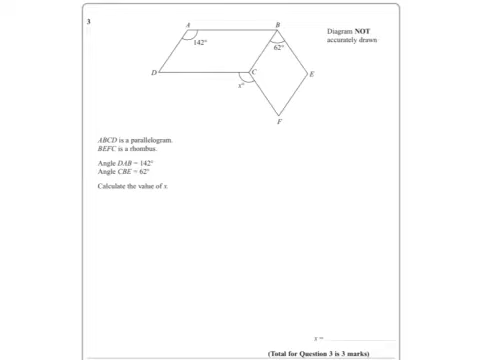 3
A
B
Diagram NOT
accurately drawn
142°
62°
D
C
E
x°
F
ABCD is a parallelogram.
BEFC is a rhombus.
Angle DAB = 142°
Angle CBE = 62°
Calculate the value of x.
x =
(Total for Question 3 is 3 marks)